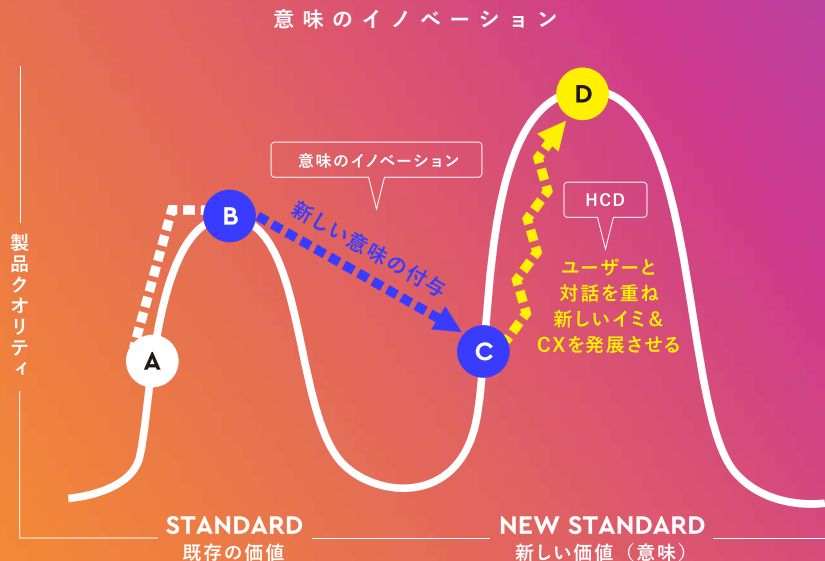 意味のイノベーション
D
意味のイノベーション
HCD
B
新しい意味の付与
製品クオリティ
ユーザーと
対話を重ね
新しいイミ&
CXを発展させる
C
A
STANDARD
既存の価値
NEW STANDARD
新しい価値（意味）